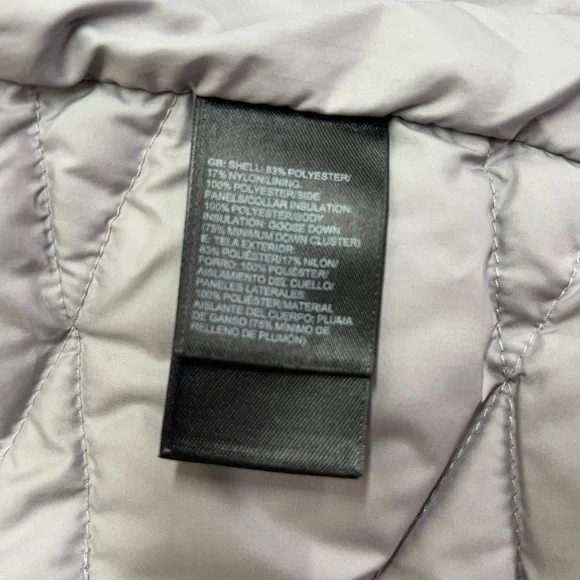 GB: SHELL: 83% POLYESTER/
17% NYLON/LINING:
100% POLYESTER/SIDE
PANELS/COLLAR INSULATION:
100% POLYESTER/BODY
INSULATION: GOOSE DOWN
(75% MINIMUM DOWN CLUSTER)
E: TELA EXTERIOR:
83% POLIÉSTER/17% NILÓN/
FORRO: 100% POLIÉSTER/
AISLAMIENTO DEL CUELLO/
PANELES LATERALES:
100% POLIÉSTER/MATERIAL
AISLANTE DEL CUERPO: PLUMA
DE GANSO (75% MÍNIMO DE
RELLENO DE PLUMÓN)